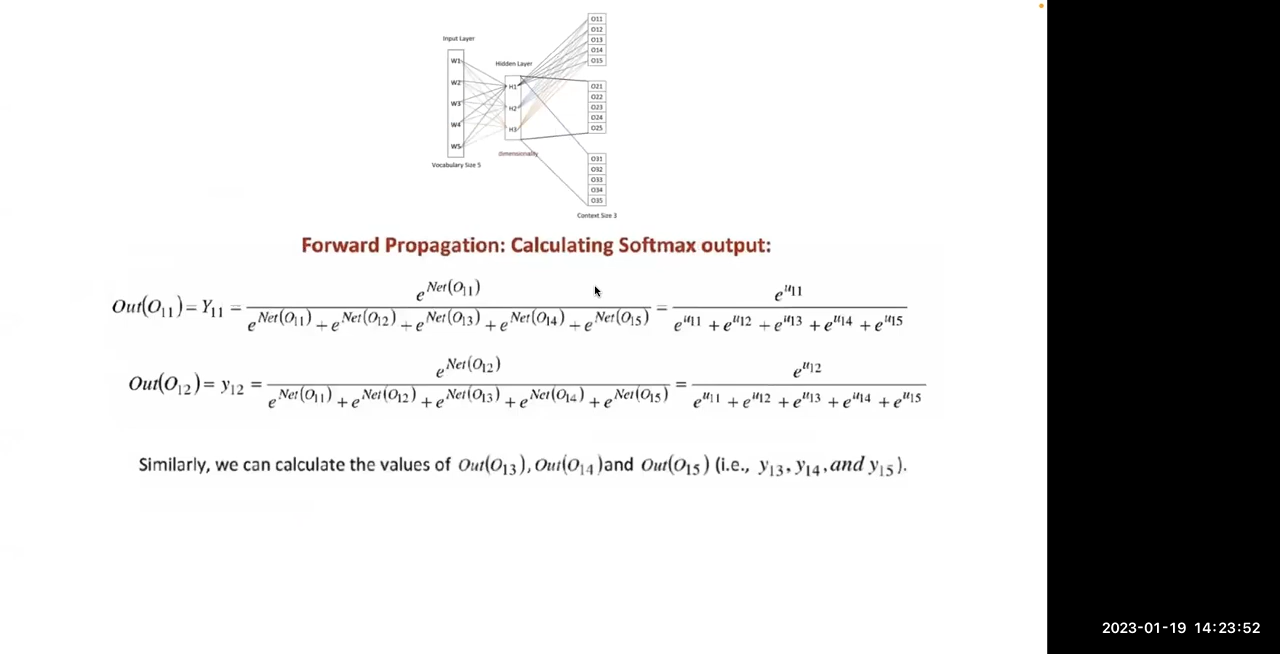 O11
O12
Input Layer
O13
O14
W1
O15
Hidden Layer
W2
H1
O21
O22
W3
H2
O23
O24
W4
H3
O25
W5
dimensionality
O31
Vocabulary Size 5
O32
O33
O34
O35
Context Size 3
Forward Propagation: Calculating Softmax output:
Out(O11)= Y11 = e^Net(O11) / e^Net(O11) + e^Net(O12) + e^Net(O13) + e^Net(O14) + e^Net(O15) = e^u11 / e^u11 + e^u12 + e^u13 + e^u14 + e^u15
Out(O12)= y12 = e^Net(O12) / e^Net(O11) + e^Net(O12) + e^Net(O13) + e^Net(O14) + e^Net(O15) = e^u12 / e^u11 + e^u12 + e^u13 + e^u14 + e^u15
Similarly, we can calculate the values of Out(O13), Out(O14)and Out(O15) (i.e., y13, y14, and y15).
2023-01-19 14:23:52